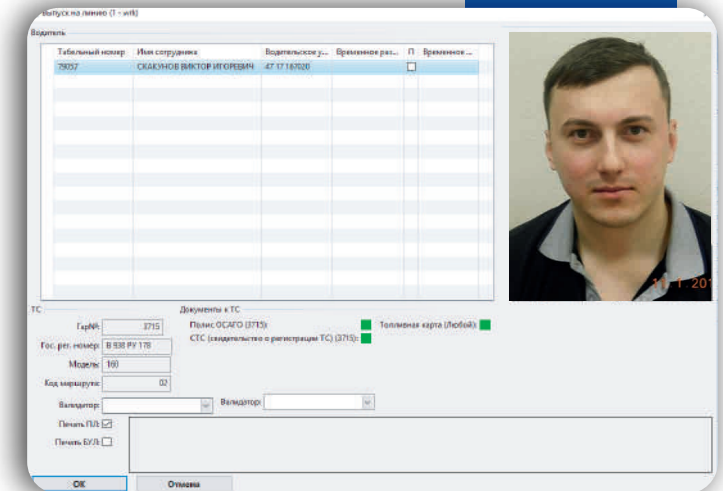 Выпуск на линию (1 - wrk)
Водитель
Табельный номер Имя сотрудника Водительское у... Временное раз... П Временное ...
79757 СКАКУНОВ ВИКТОР ИГОРЕВИЧ 47 17 167020
ТС
Документы к ТС
ГарNº: 3715 Полис ОСАГО (3715): Топливная карта (Любой):
Гос. рег. номер: В 938 РУ 178 СТС (свидетельство о регистрации ТС) (3715):
Модель: 160
Код маршрута: 02
Валидатор: Валидатор:
Печать ПЛ:
Печать БУЛ:
ОК Отмена